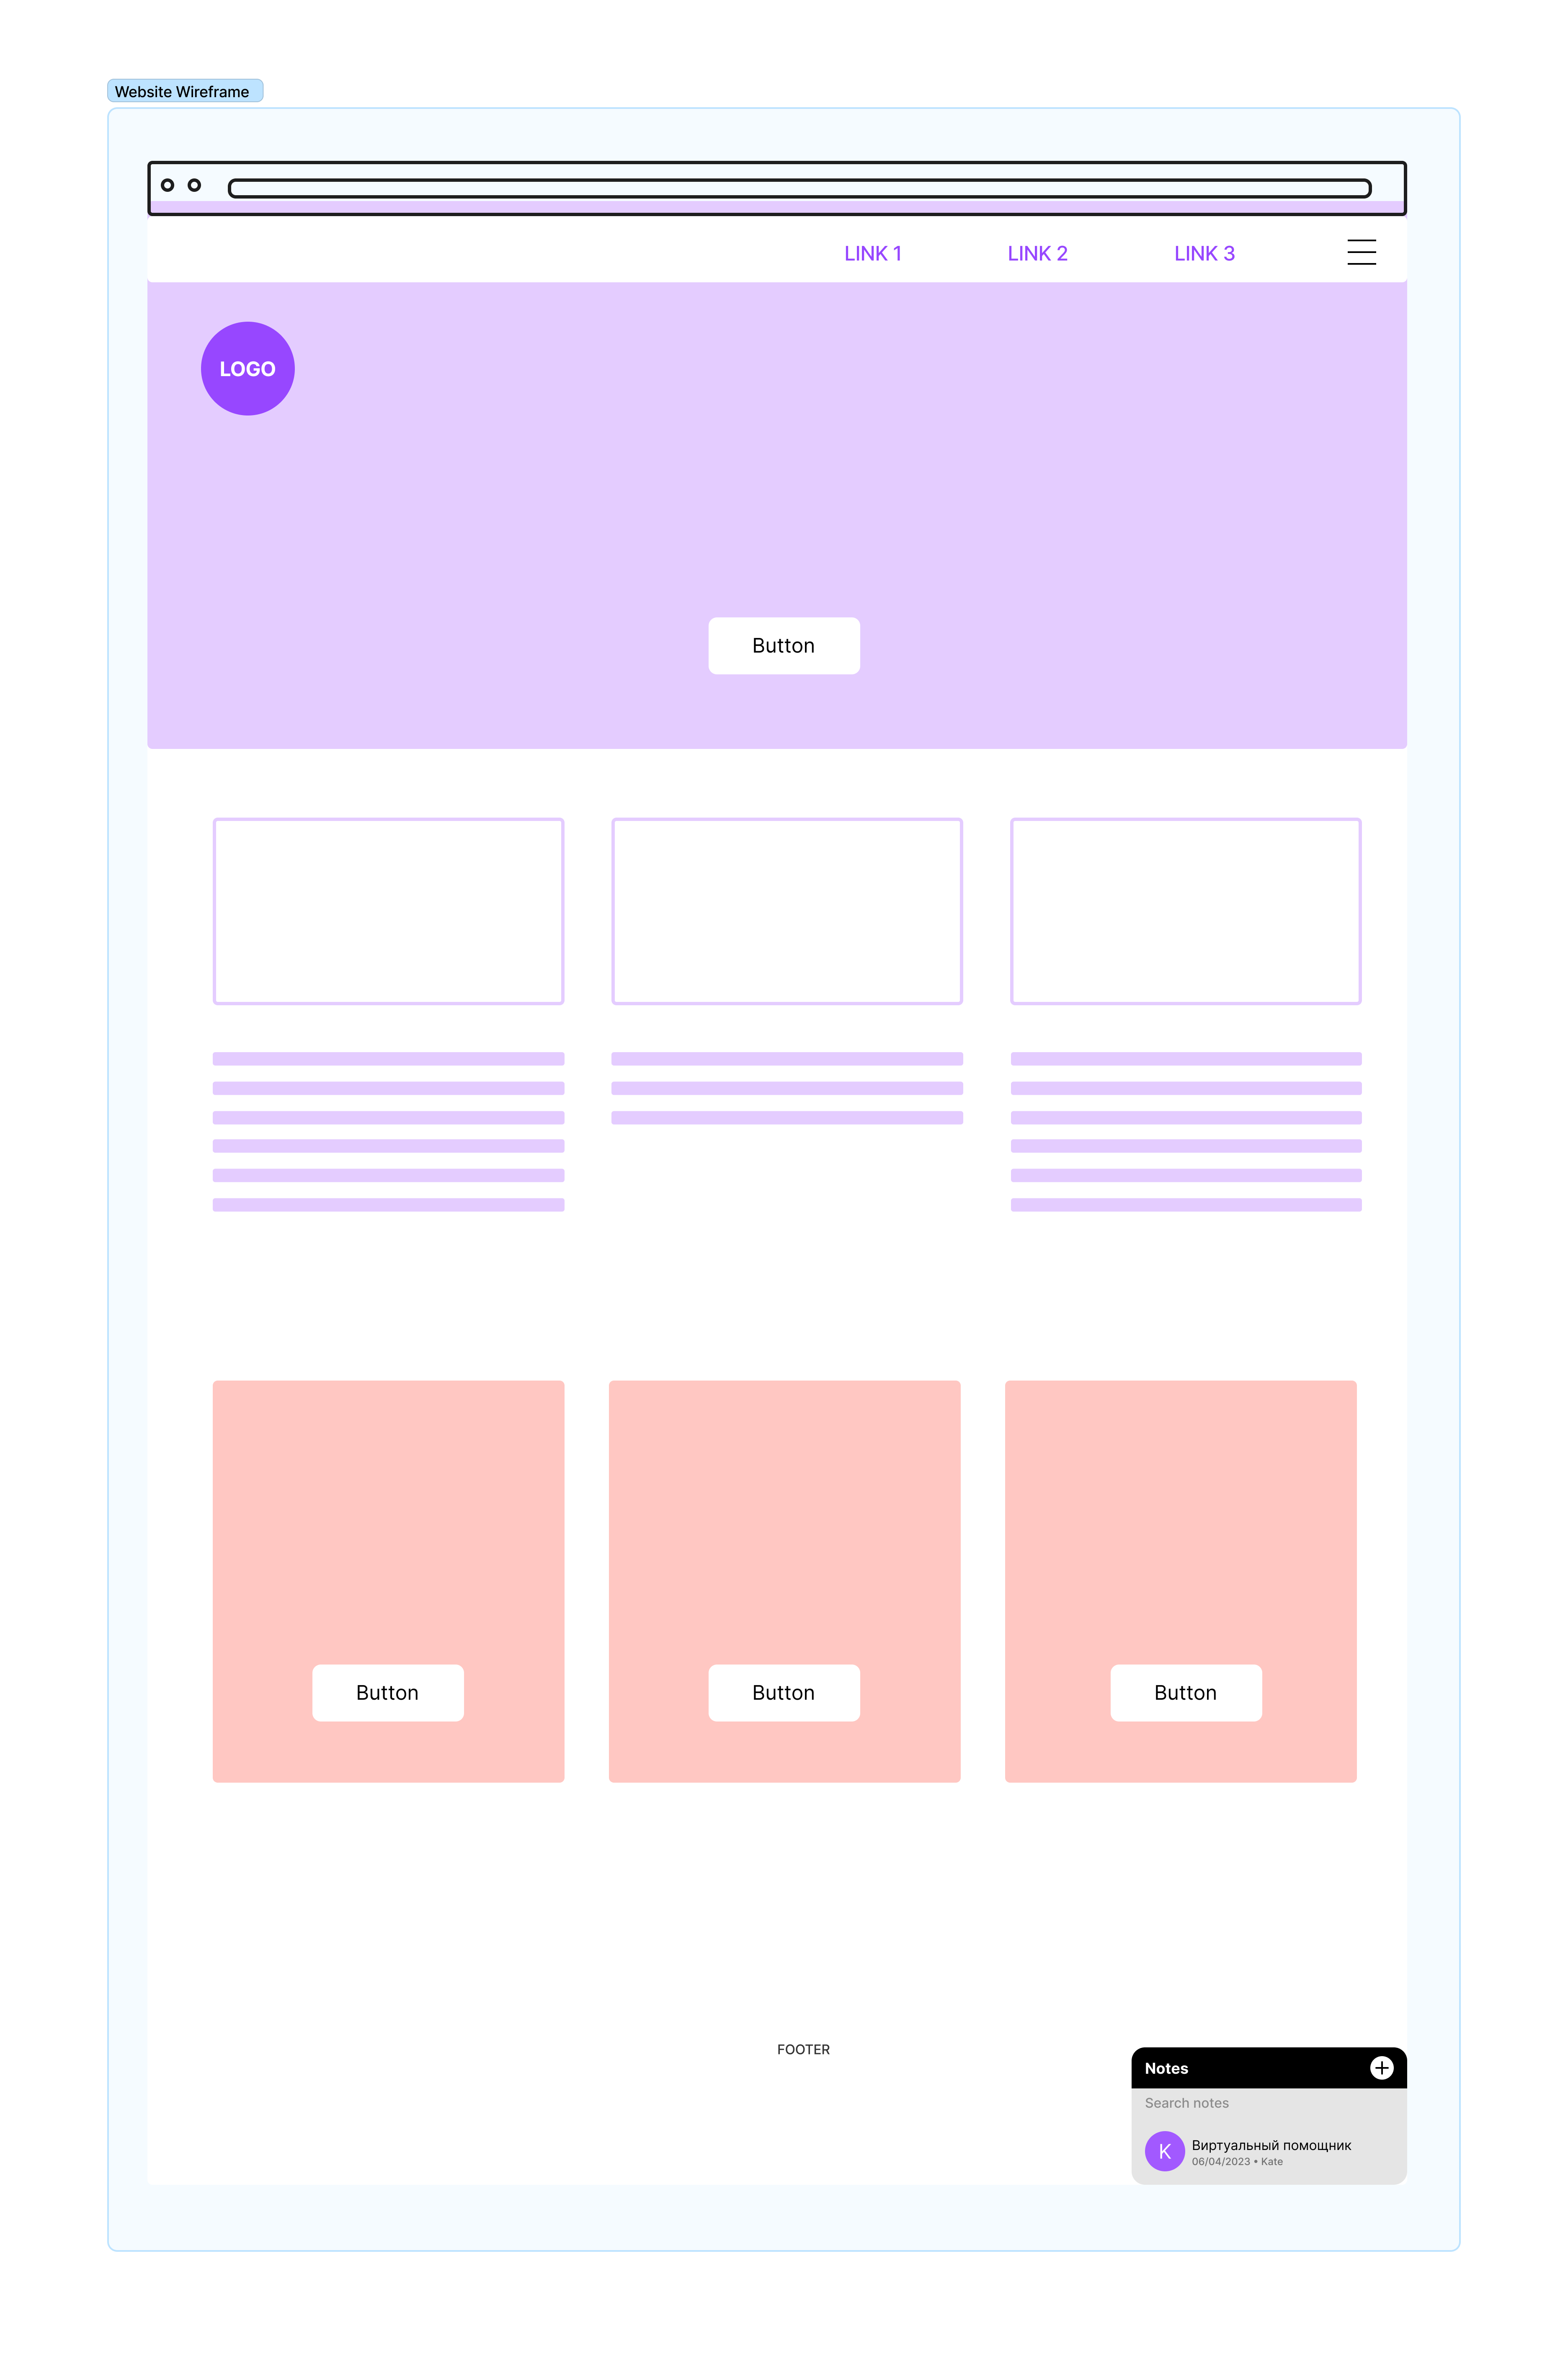 Website Wireframe
LINK 1
LINK 2
LINK 3
LOGO
Button
Button
Button
Button
FOOTER
Notes
Search notes
K
Виртуальный помощник
06/04/2023 • Kate